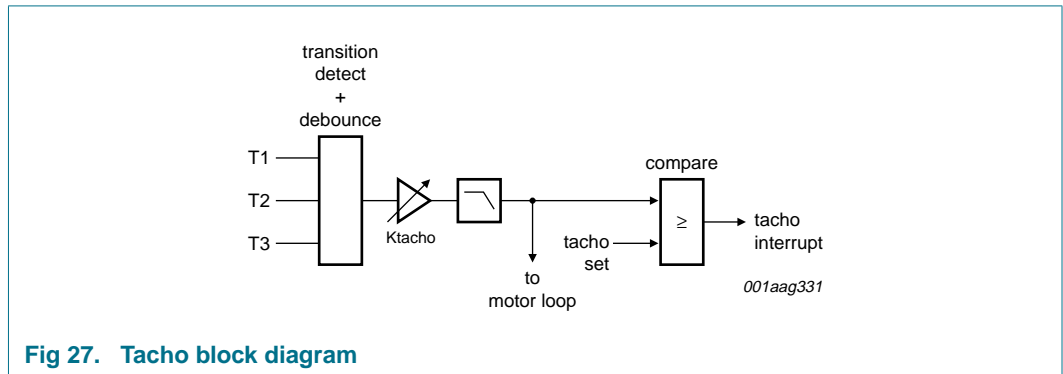 transition
detect
+
debounce
T1
T2
T3
Ktacho
to
motor loop
tacho
set
compare
≥
tacho
interrupt
001aag331
Fig 27. Tacho block diagram